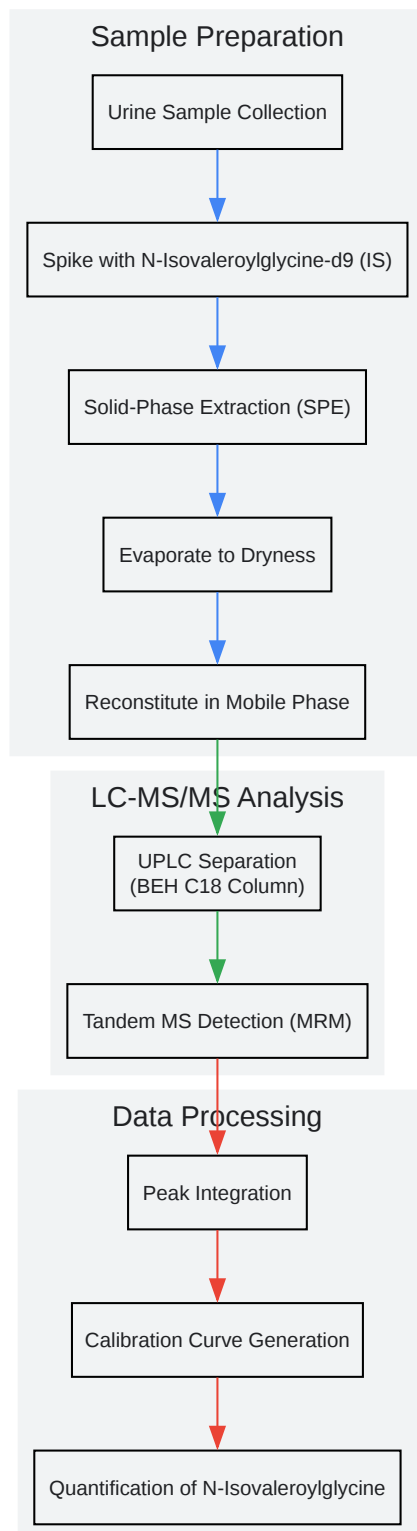 Sample Preparation
Urine Sample Collection
Spike with N-Isovaleroylglycine-d9 (IS)
Solid-Phase Extraction (SPE)
Evaporate to Dryness
Reconstitute in Mobile Phase
LC-MS/MS Analysis
UPLC Separation
(BEH C18 Column)
Tandem MS Detection (MRM)
Data Processing
Peak Integration
Calibration Curve Generation
Quantification of N-Isovaleroylglycine